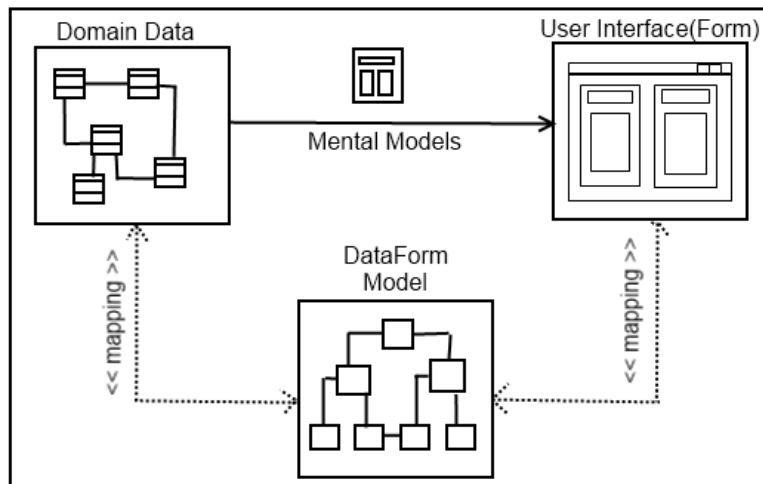 Domain Data
User Interface(Form)
Mental Models
<< mapping >>
DataForm
Model
<< mapping >>